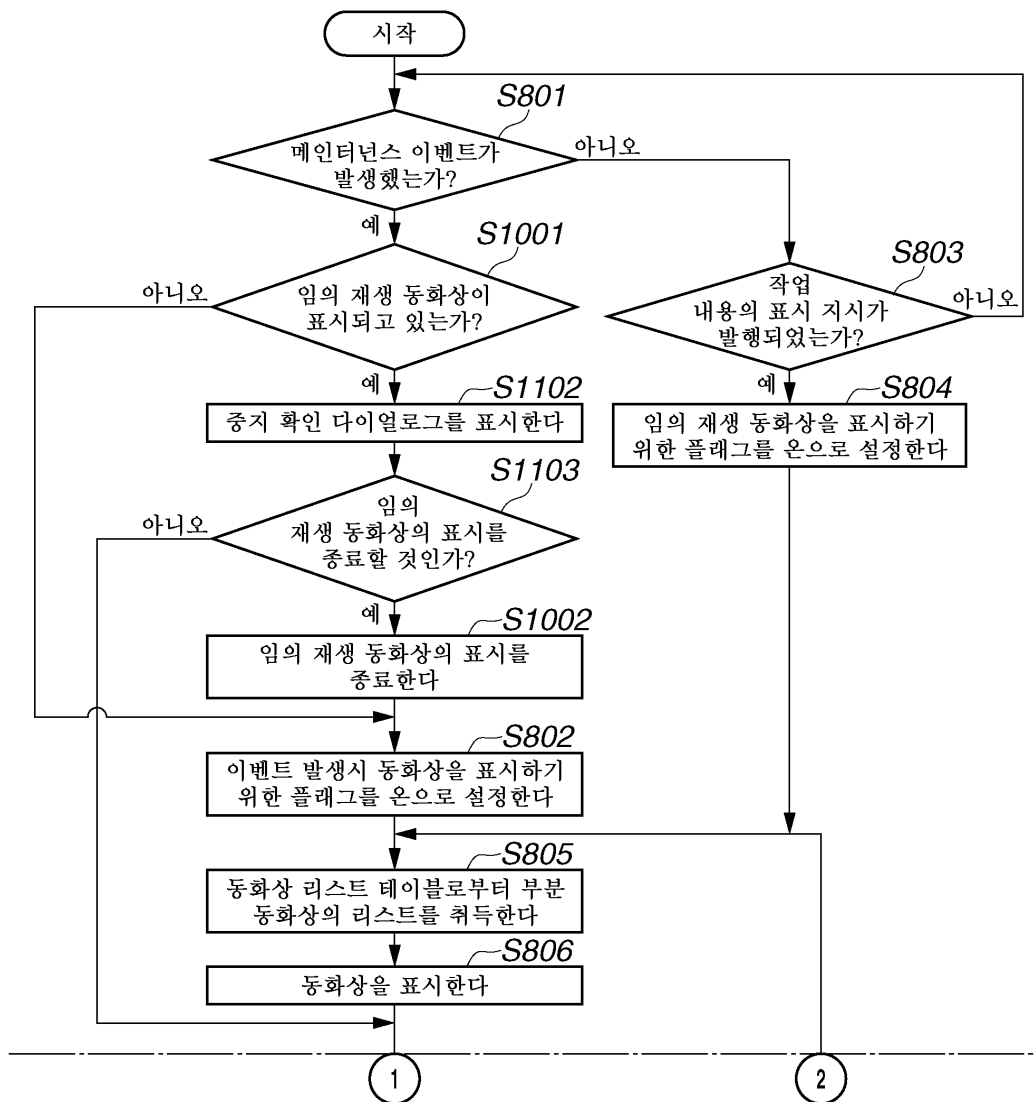 시작
S801
메인터넌스 이벤트가
발생했는가?
아니오
예
S1001
임의 재생 동화상이
표시되고 있는가?
아니오
S803
작업
내용의 표시 지시가
발행되었는가?
아니오
예
S1102
중지 확인 다이얼로그를 표시한다
예
S804
임의 재생 동화상을 표시하기
위한 플래그를 온으로 설정한다
S1103
임의
재생 동화상의 표시를
종료할 것인가?
아니오
예
S1002
임의 재생 동화상의 표시를
종료한다
S802
이벤트 발생시 동화상을 표시하기
위한 플래그를 온으로 설정한다
S805
동화상 리스트 테이블로부터 부분
동화상의 리스트를 취득한다
S806
동화상을 표시한다
1
2